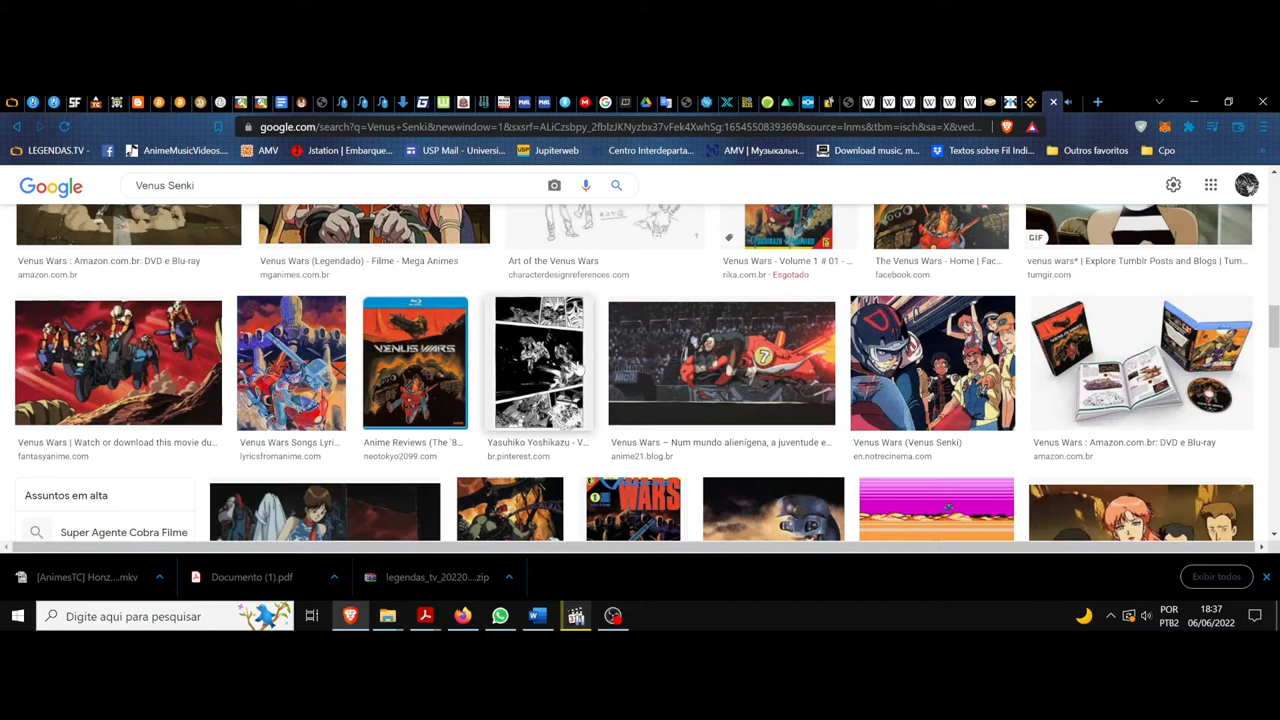 google.com/search?q=Venus+Senki&newwindow=1&sxsrf=ALiCzsbpy_2fbIzJKNyzbx37vFek4XwhSg:1654550839369&source=lnms&tbm=isch&sa=X&ved...
LEGENDAS.TV
AnimeMusicVideos....
AMV
Jstation | Embarque...
USP Mail - Universi...
Jupiterweb
Centro Interdeparta...
AMV | Музыкальн...
Download music, m...
Textos sobre Fil Indi...
Outros favoritos
Cpo
Google
Venus Senki
Venus Wars : Amazon.com.br: DVD e Blu-ray
amazon.com.br
Venus Wars (Legendado) - Filme - Mega Animes
mganimes.com.br
Art of the Venus Wars
characterdesignreferences.com
Venus Wars - Volume 1 # 01 - ...
rika.com.br · Esgotado
The Venus Wars - Home | Fac...
facebook.com
GIF
venus wars* | Explore Tumblr Posts and Blogs | Tum...
tumgir.com
VENUS WARS
7
Venus Wars | Watch or download this movie du...
fantasyanime.com
Venus Wars Songs Lyri...
lyricsfromanime.com
Anime Reviews (The '8...
neotokyo2099.com
Yasuhiko Yoshikazu - V...
br.pinterest.com
Venus Wars – Num mundo alienígena, a juventude e...
anime21.blog.br
Venus Wars (Venus Senki)
en.notrecinema.com
Venus Wars : Amazon.com.br: DVD e Blu-ray
amazon.com.br
Assuntos em alta
Super Agente Cobra Filme
WARS
[AnimesTC] Honz....mkv
Documento (1).pdf
legendas_tv_20220....zip
Exibir todos
Digite aqui para pesquisar
POR
PTB2
18:37
06/06/2022